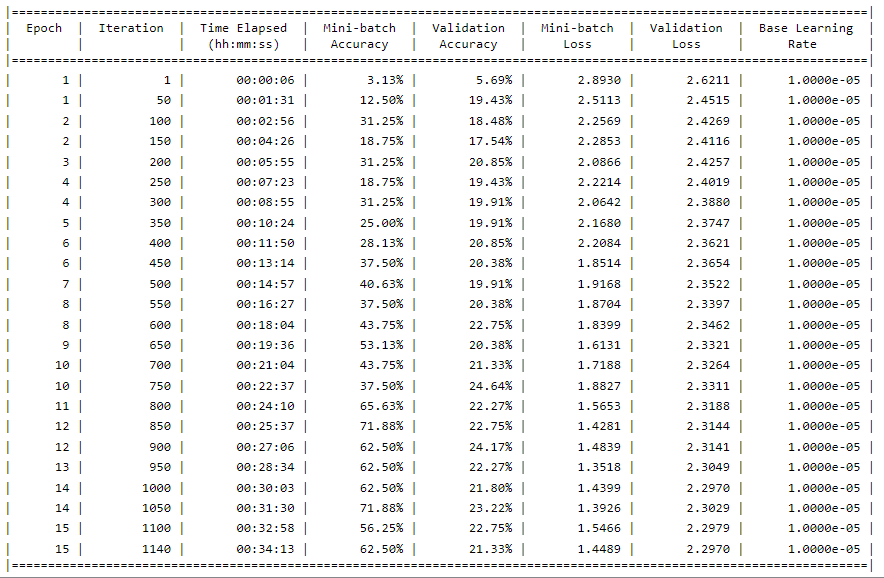 |======================================================================================================================|
| Epoch | Iteration | Time Elapsed | Mini-batch | Validation | Mini-batch | Validation | Base Learning |
| | | (hh:mm:ss) | Accuracy | Accuracy | Loss | Loss | Rate |
|======================================================================================================================|
| 1 | 1 | 00:00:06 | 3.13% | 5.69% | 2.8930 | 2.6211 | 1.0000e-05 |
| 1 | 50 | 00:01:31 | 12.50% | 19.43% | 2.5113 | 2.4515 | 1.0000e-05 |
| 2 | 100 | 00:02:56 | 31.25% | 18.48% | 2.2569 | 2.4269 | 1.0000e-05 |
| 2 | 150 | 00:04:26 | 18.75% | 17.54% | 2.2853 | 2.4116 | 1.0000e-05 |
| 3 | 200 | 00:05:55 | 31.25% | 20.85% | 2.0866 | 2.4257 | 1.0000e-05 |
| 4 | 250 | 00:07:23 | 18.75% | 19.43% | 2.2214 | 2.4019 | 1.0000e-05 |
| 4 | 300 | 00:08:55 | 31.25% | 19.91% | 2.0642 | 2.3880 | 1.0000e-05 |
| 5 | 350 | 00:10:24 | 25.00% | 19.91% | 2.1680 | 2.3747 | 1.0000e-05 |
| 6 | 400 | 00:11:50 | 28.13% | 20.85% | 2.2084 | 2.3621 | 1.0000e-05 |
| 6 | 450 | 00:13:14 | 37.50% | 20.38% | 1.8514 | 2.3654 | 1.0000e-05 |
| 7 | 500 | 00:14:57 | 40.63% | 19.91% | 1.9168 | 2.3522 | 1.0000e-05 |
| 8 | 550 | 00:16:27 | 37.50% | 20.38% | 1.8704 | 2.3397 | 1.0000e-05 |
| 8 | 600 | 00:18:04 | 43.75% | 22.75% | 1.8399 | 2.3462 | 1.0000e-05 |
| 9 | 650 | 00:19:36 | 53.13% | 20.38% | 1.6131 | 2.3321 | 1.0000e-05 |
| 10 | 700 | 00:21:04 | 43.75% | 21.33% | 1.7188 | 2.3264 | 1.0000e-05 |
| 10 | 750 | 00:22:37 | 37.50% | 24.64% | 1.8827 | 2.3311 | 1.0000e-05 |
| 11 | 800 | 00:24:10 | 65.63% | 22.27% | 1.5653 | 2.3188 | 1.0000e-05 |
| 12 | 850 | 00:25:37 | 71.88% | 22.75% | 1.4281 | 2.3144 | 1.0000e-05 |
| 12 | 900 | 00:27:06 | 62.50% | 24.17% | 1.4839 | 2.3141 | 1.0000e-05 |
| 13 | 950 | 00:28:34 | 62.50% | 22.27% | 1.3518 | 2.3049 | 1.0000e-05 |
| 14 | 1000 | 00:30:03 | 62.50% | 21.80% | 1.4399 | 2.2970 | 1.0000e-05 |
| 14 | 1050 | 00:31:30 | 71.88% | 23.22% | 1.3926 | 2.3029 | 1.0000e-05 |
| 15 | 1100 | 00:32:58 | 56.25% | 22.75% | 1.5466 | 2.2979 | 1.0000e-05 |
| 15 | 1140 | 00:34:13 | 62.50% | 21.33% | 1.4489 | 2.2970 | 1.0000e-05 |
|======================================================================================================================|